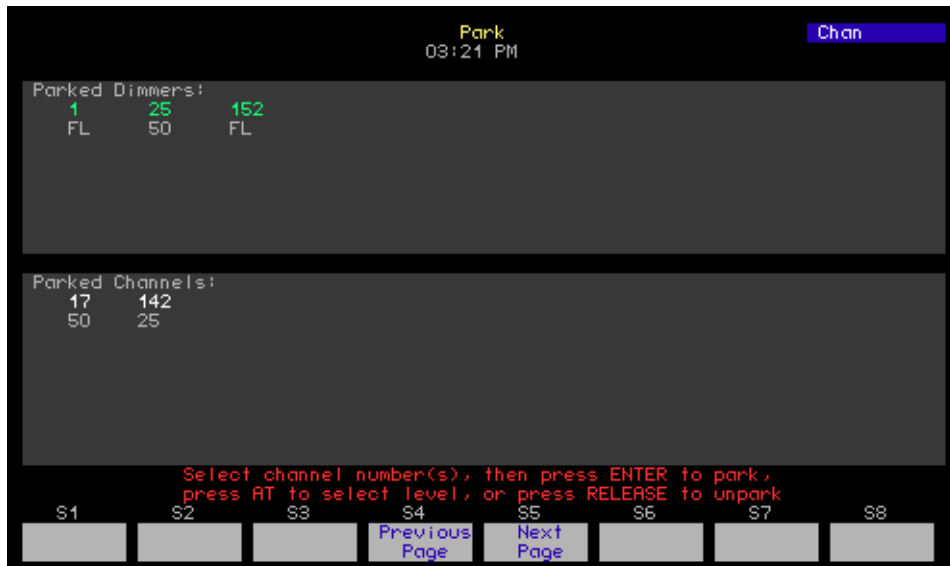 Park
Chan
03:21 PM
Parked Dimmers:
1 25 152
FL 50 FL
Parked Channels:
17 142
50 25
Select channel number(s), then press ENTER to park,
press AT to select level, or press RELEASE to unpark
S1 S2 S3 S4 S5 S6 S7 S8
Previous Next
Page Page